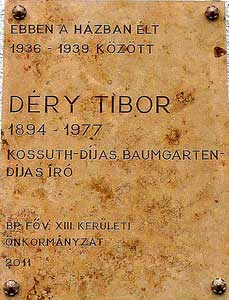 EBBEN A HÁZBAN ÉLT
1936 - 1939 KÖZÖTT
DÉRY TIBOR
1894 - 1977
KOSSUTH-DÍJAS, BAUMGARTEN-
DÍJAS ÍRÓ
BP. FŐV. XIII. KERÜLETI
ÖNKORMÁNYZAT
2011